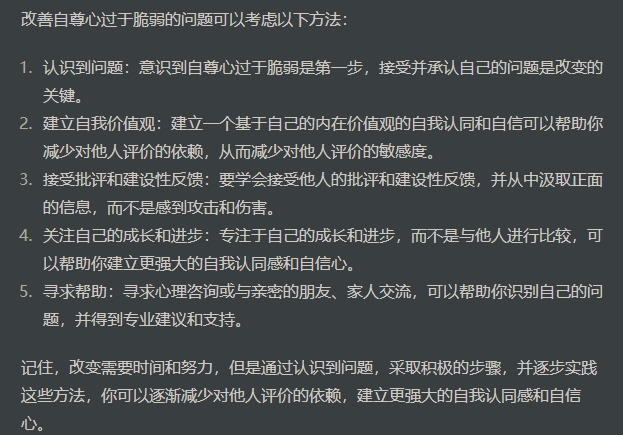 改善自尊心过于脆弱的问题可以考虑以下方法：
1. 认识到问题：意识到自尊心过于脆弱是第一步，接受并承认自己的问题是改变的
关键。
2. 建立自我价值观：建立一个基于自己的内在价值观的自我认同和自信可以帮助你
减少对他人评价的依赖，从而减少对他人评价的敏感度。
3. 接受批评和建设性反馈：要学会接受他人的批评和建设性反馈，并从中汲取正面
的信息，而不是感到攻击和伤害。
4. 关注自己的成长和进步：专注于自己的成长和进步，而不是与他人进行比较，可
以帮助你建立更强大的自我认同感和自信心。
5. 寻求帮助：寻求心理咨询或与亲密的朋友、家人交流，可以帮助你识别自己的问
题，并得到专业建议和支持。
记住，改变需要时间和努力，但是通过认识到问题，采取积极的步骤，并逐步实践
这些方法，你可以逐渐减少对他人评价的依赖，建立更强大的自我认同感和自信
心。